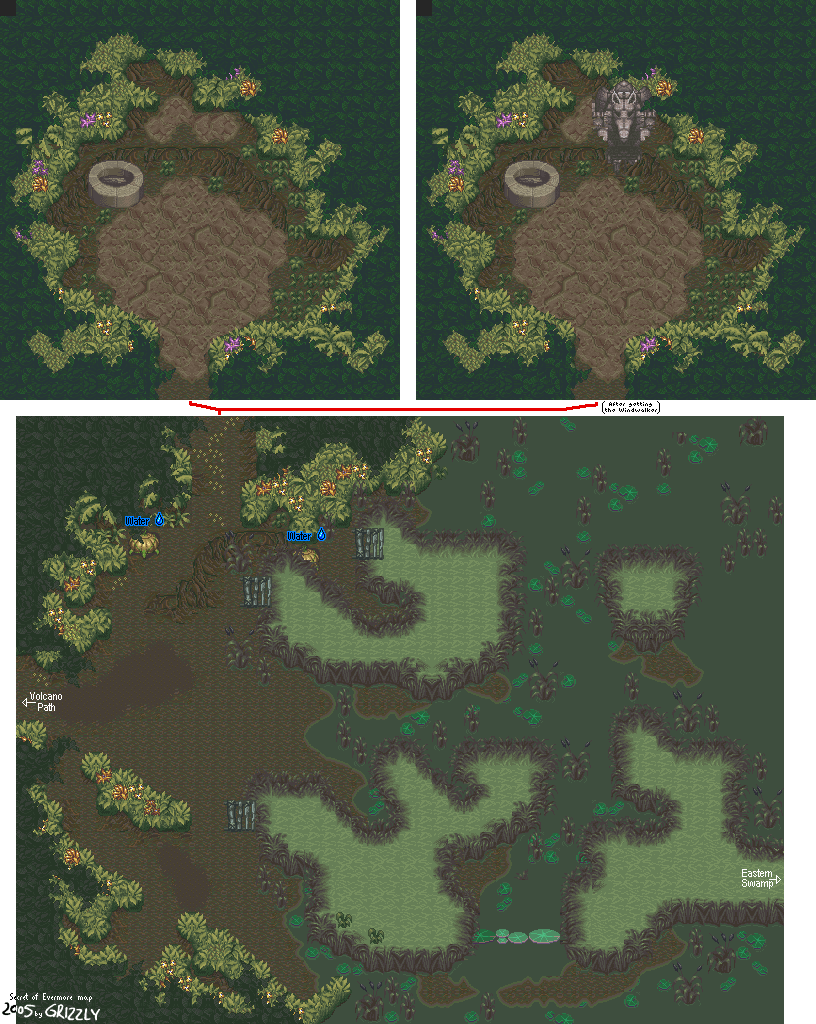 After getting
the Windwalker
Water
Water
Volcano
Path
Eastern
Swamp
Secret of Evermore map
2005 by GRIZZLY